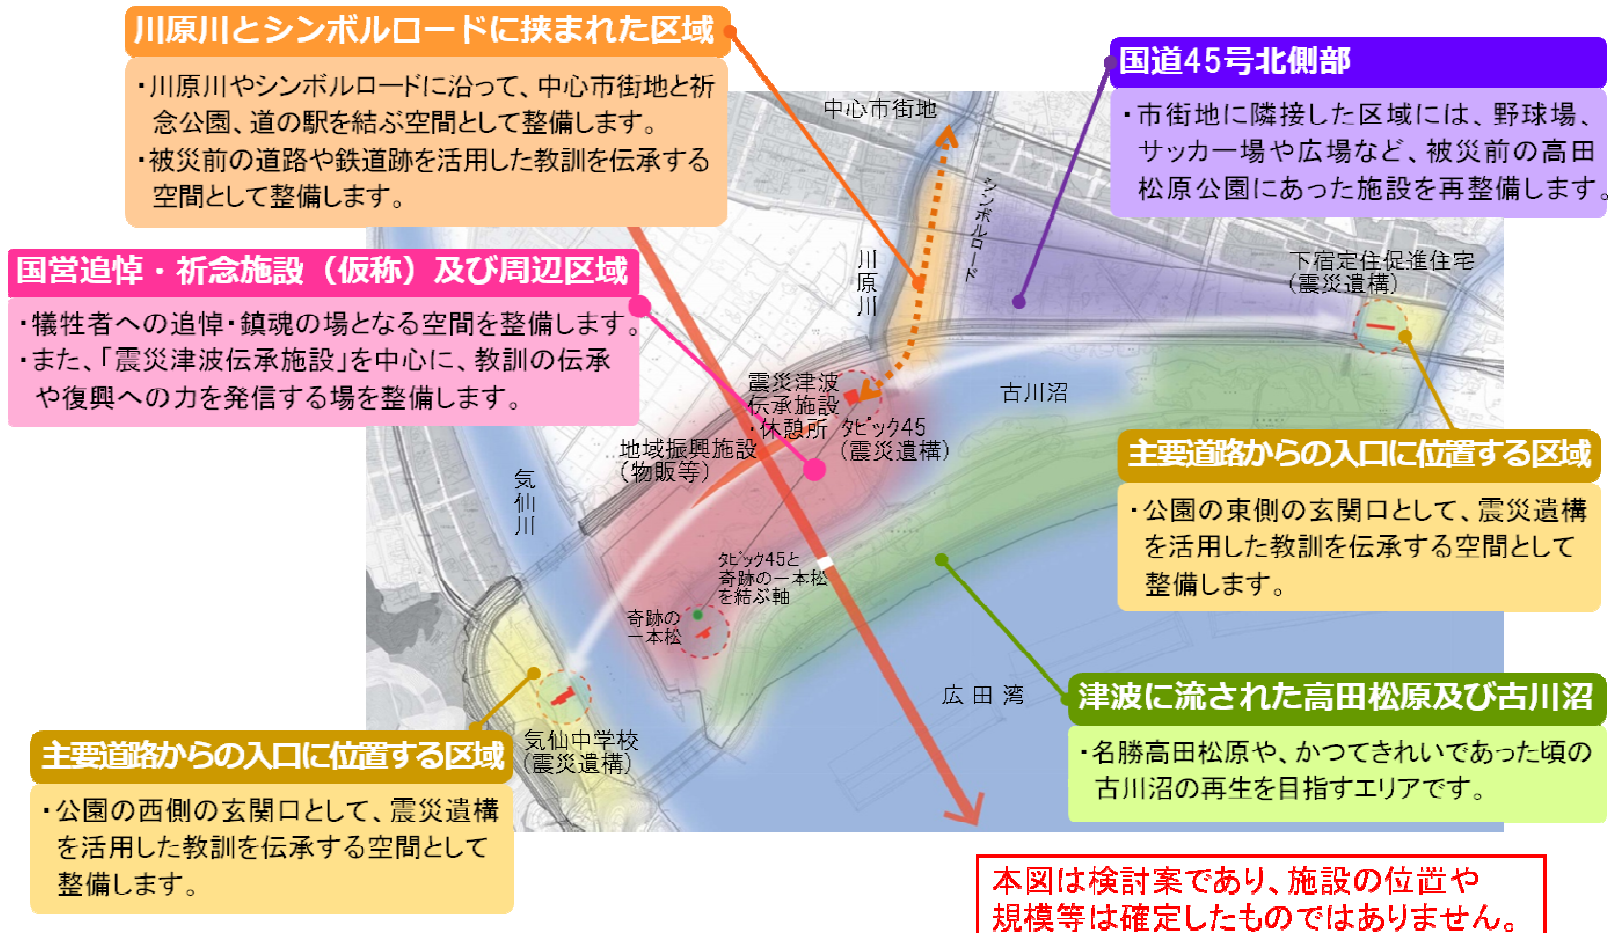 川原川とシンボルロードに挟まれた区域
・川原川やシンボルロードに沿って、中心市街地と祈
念公園、道の駅を結ぶ空間として整備します。
・被災前の道路や鉄道跡を活用した教訓を伝承する
空間として整備します。
国道45号北側部
・市街地に隣接した区域には、野球場、
サッカー場や広場など、被災前の高田
松原公園にあった施設を再整備します。
国営追悼・祈念施設（仮称）及び周辺区域
・犠牲者への追悼・鎮魂の場となる空間を整備します。
・また、「震災津波伝承施設」を中心に、教訓の伝承
や復興への力を発信する場を整備します。
中心市街地
シンボルロード
川原川
下宿定住促進住宅
（震災遺構）
震災津波
伝承施設
・休憩所
ﾀﾋﾟｯｸ45
（震災遺構）
古川沼
地域振興施設
（物販等）
気仙川
ﾀﾋﾟｯｸ45と
奇跡の一本松
を結ぶ軸
奇跡の
一本松
広田湾
気仙中学校
（震災遺構）
主要道路からの入口に位置する区域
・公園の東側の玄関口として、震災遺構
を活用した教訓を伝承する空間として
整備します。
津波に流された高田松原及び古川沼
・名勝高田松原や、かつてきれいであった頃の
古川沼の再生を目指すエリアです。
主要道路からの入口に位置する区域
・公園の西側の玄関口として、震災遺構
を活用した教訓を伝承する空間として
整備します。
本図は検討案であり、施設の位置や
規模等は確定したものではありません。